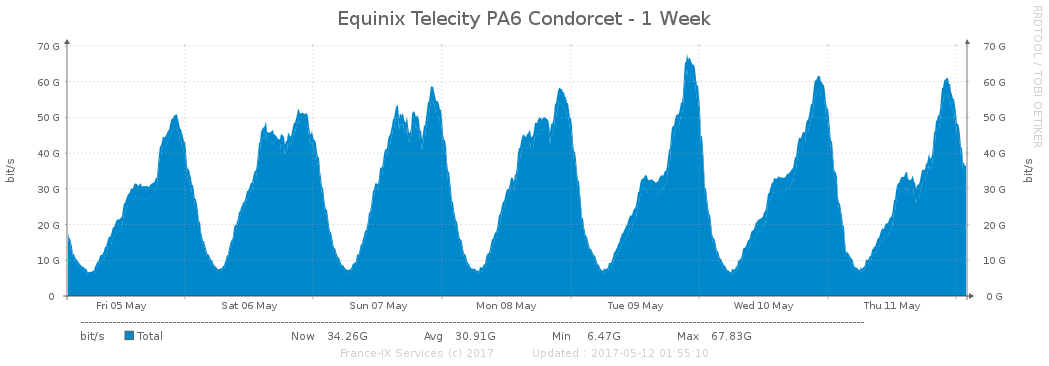 Equinix Telecity PA6 Condorcet - 1 Week
RRDTOOL / TOBI OETIKER
70 G 70 G
60 G 60 G
50 G 50 G
40 G 40 G
30 G 30 G
20 G 20 G
10 G 10 G
0 0 G
bit/s bit/s
Fri 05 May Sat 06 May Sun 07 May Mon 08 May Tue 09 May Wed 10 May Thu 11 May
bit/s Total Now 34.26G Avg 30.91G Min 6.47G Max 67.83G
France-IX Services (c) 2017 Updated : 2017-05-12 01:55:10